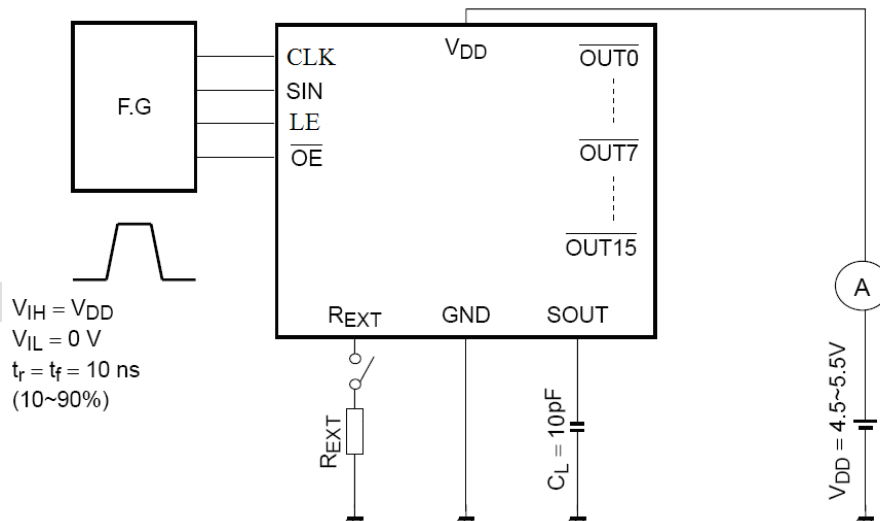 F.G
CLK
SIN
LE
OE
VDD
OUT0
OUT7
OUT15
REXT
GND
SOUT
VIH = VDD
VIL = 0 V
tr = tf = 10 ns
(10~90%)
REXT
CL = 10pF
A
VDD = 4.5~5.5V